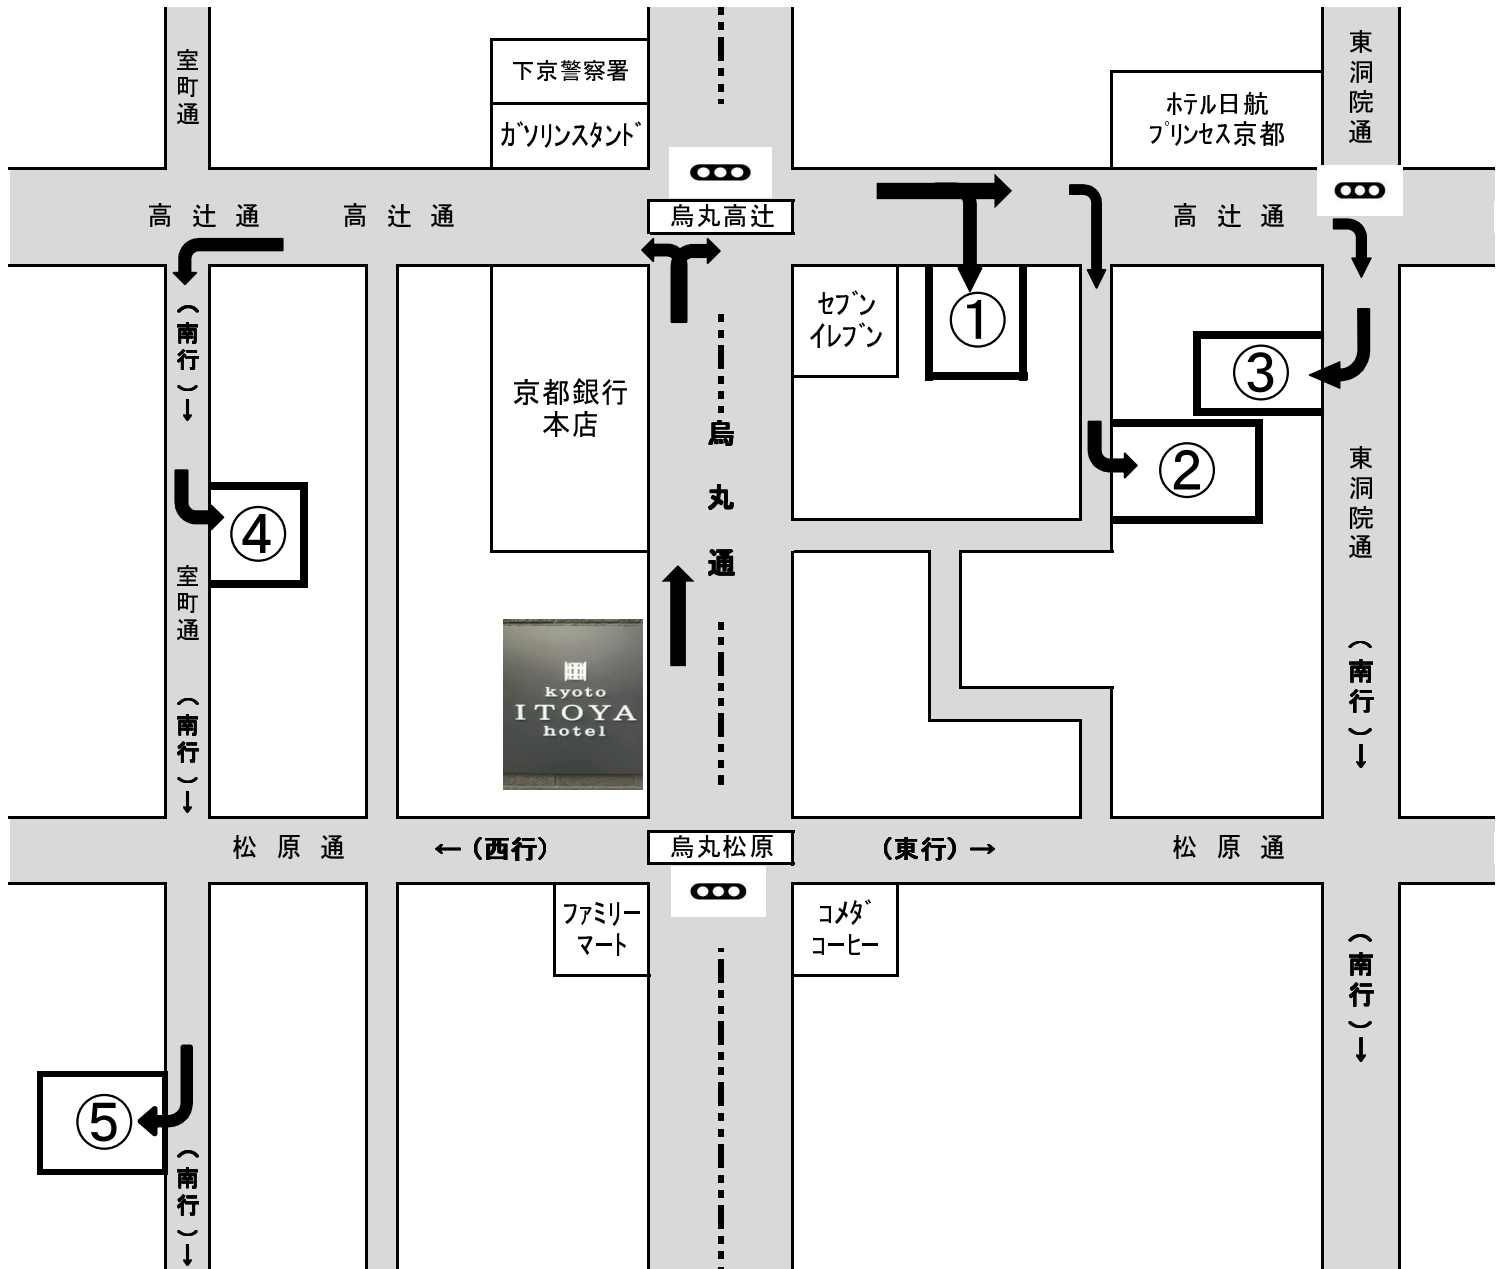 室町通
下京警察署
ガソリンスタンド
ホテル日航
プリンセス京都
東洞院通
高辻通
高辻通
烏丸高辻
高辻通
(南行)↓
セブン
イレブン
①
③
京都銀行
本店
烏丸通
②
東洞院通
④
室町通
kyoto
ITOYA
hotel
(南行)↓
(南行)↓
松原通
←(西行)
烏丸松原
(東行)→
松原通
ファミリー
マート
コメダ
コーヒー
(南行)↓
⑤
(南行)↓